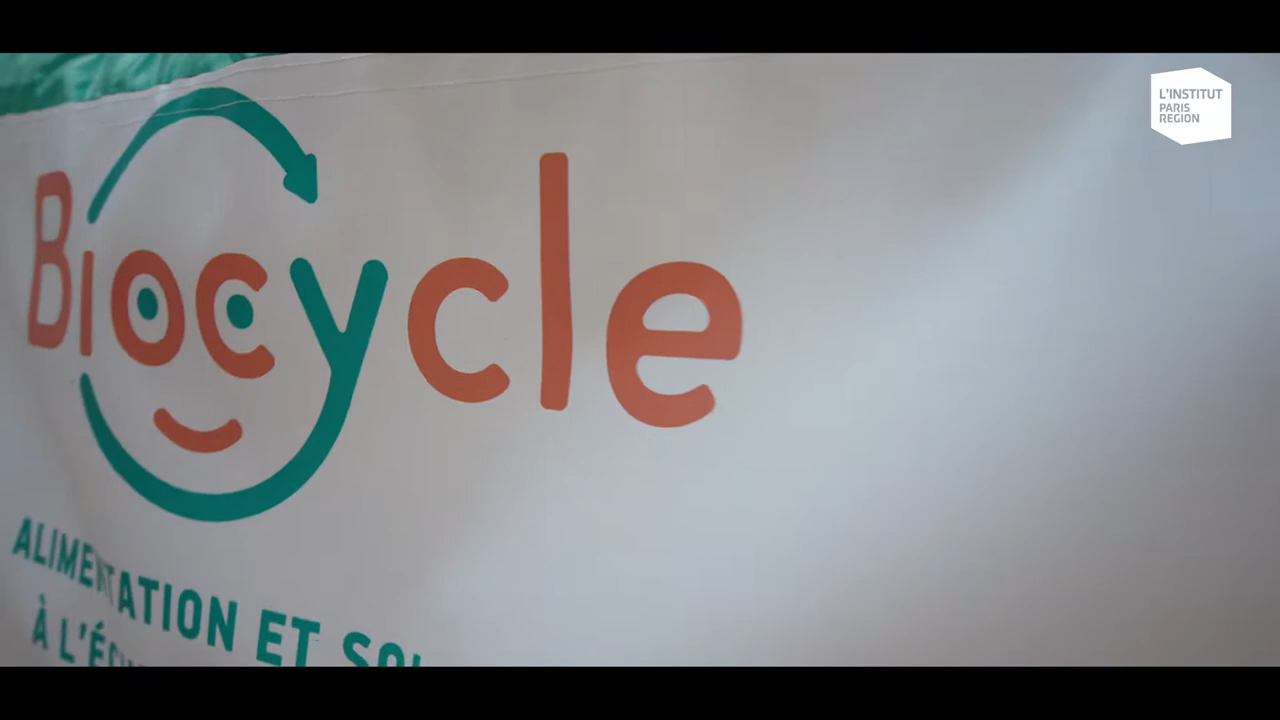 L'INSTITUT
PARIS
REGION
Biocycle
ALIMENTATION ET
À